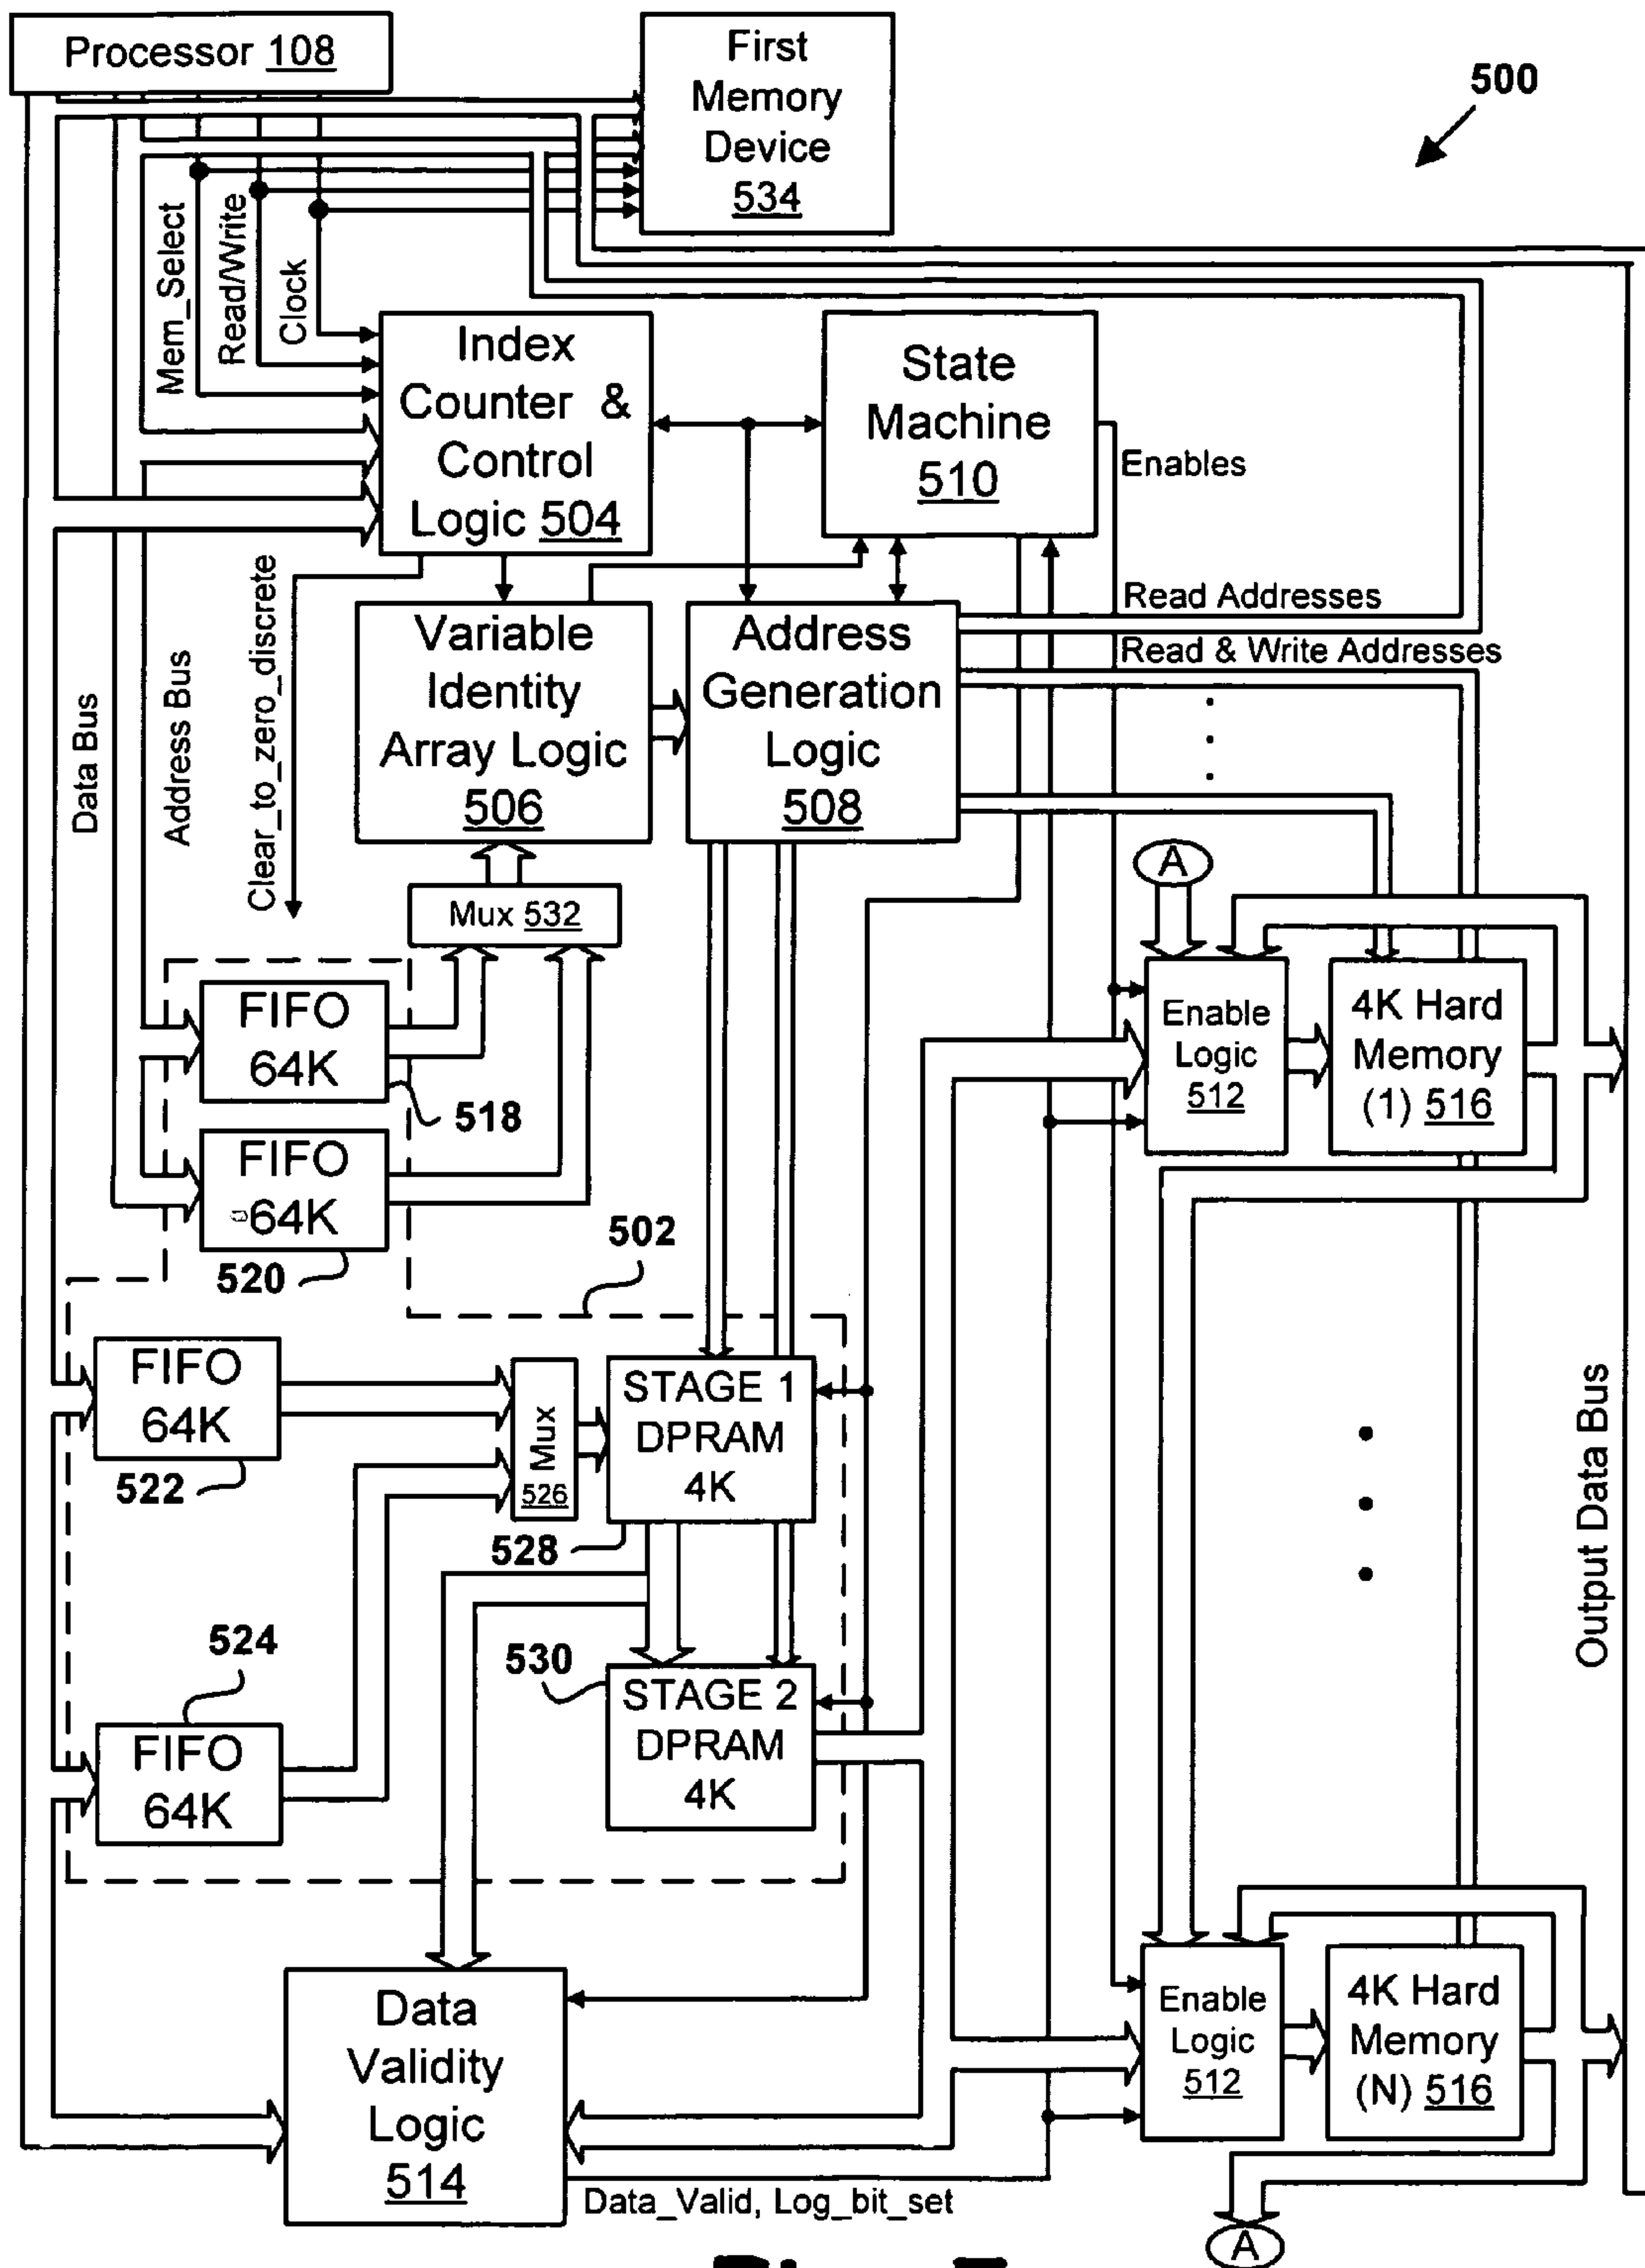 Processor 108
First
Memory
Device
534
500
Mem_Select
Read/Write
Clock
Index
Counter &
Control
Logic 504
State
Machine
510
Enables
Data Bus
Address Bus
Clear_to_zero_discrete
Variable
Identity
Array Logic
506
Address
Generation
Logic
508
Read Addresses
Read & Write Addresses
Mux 532
A
FIFO
64K
518
Enable
Logic
512
4K Hard
Memory
(1) 516
FIFO
64K
520
502
FIFO
64K
522
Mux
526
STAGE 1
DPRAM
4K
528
Output Data Bus
524
FIFO
64K
530
STAGE 2
DPRAM
4K
Data
Validity
Logic
514
Enable
Logic
512
4K Hard
Memory
(N) 516
Data_Valid, Log_bit_set
A